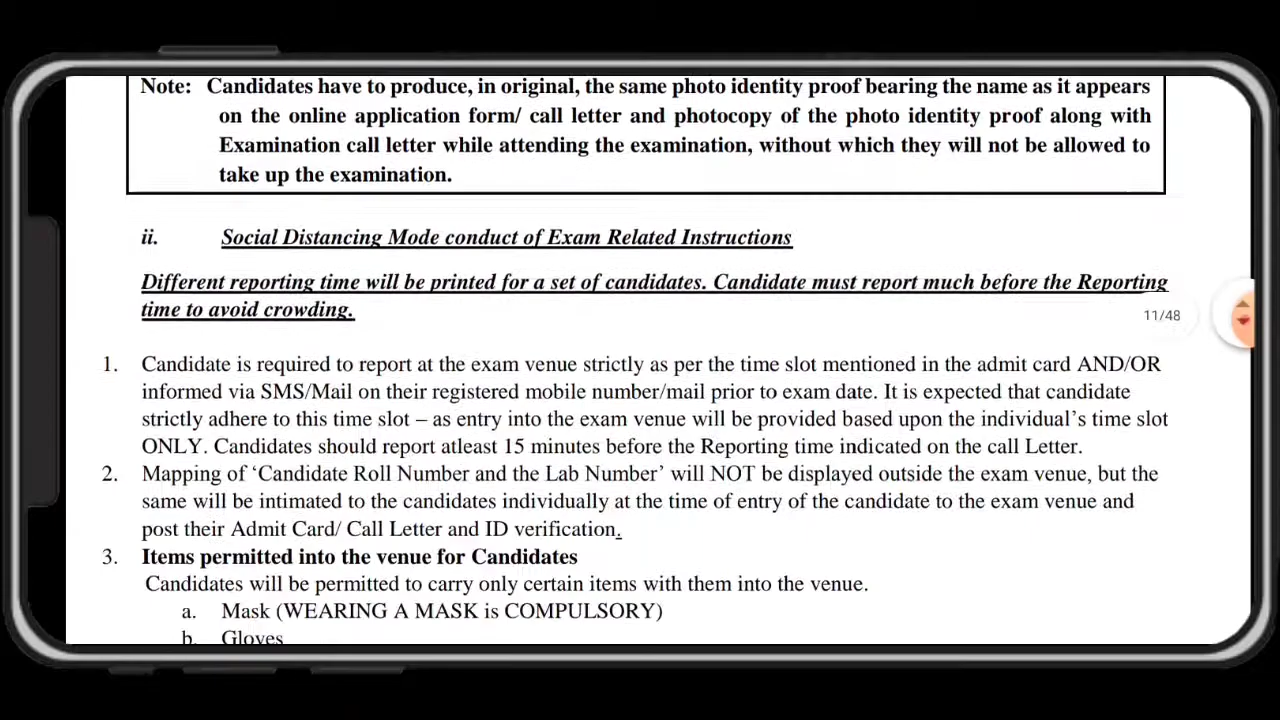 Note: Candidates have to produce, in original, the same photo identity proof bearing the name as it appears
on the online application form/ call letter and photocopy of the photo identity proof along with
Examination call letter while attending the examination, without which they will not be allowed to
take up the examination.
ii. Social Distancing Mode conduct of Exam Related Instructions
Different reporting time will be printed for a set of candidates. Candidate must report much before the Reporting
time to avoid crowding.
11/48
1. Candidate is required to report at the exam venue strictly as per the time slot mentioned in the admit card AND/OR
informed via SMS/Mail on their registered mobile number/mail prior to exam date. It is expected that candidate
strictly adhere to this time slot – as entry into the exam venue will be provided based upon the individual’s time slot
ONLY. Candidates should report atleast 15 minutes before the Reporting time indicated on the call Letter.
2. Mapping of ‘Candidate Roll Number and the Lab Number’ will NOT be displayed outside the exam venue, but the
same will be intimated to the candidates individually at the time of entry of the candidate to the exam venue and
post their Admit Card/ Call Letter and ID verification.
3. Items permitted into the venue for Candidates
Candidates will be permitted to carry only certain items with them into the venue.
a. Mask (WEARING A MASK is COMPULSORY)
b. Gloves